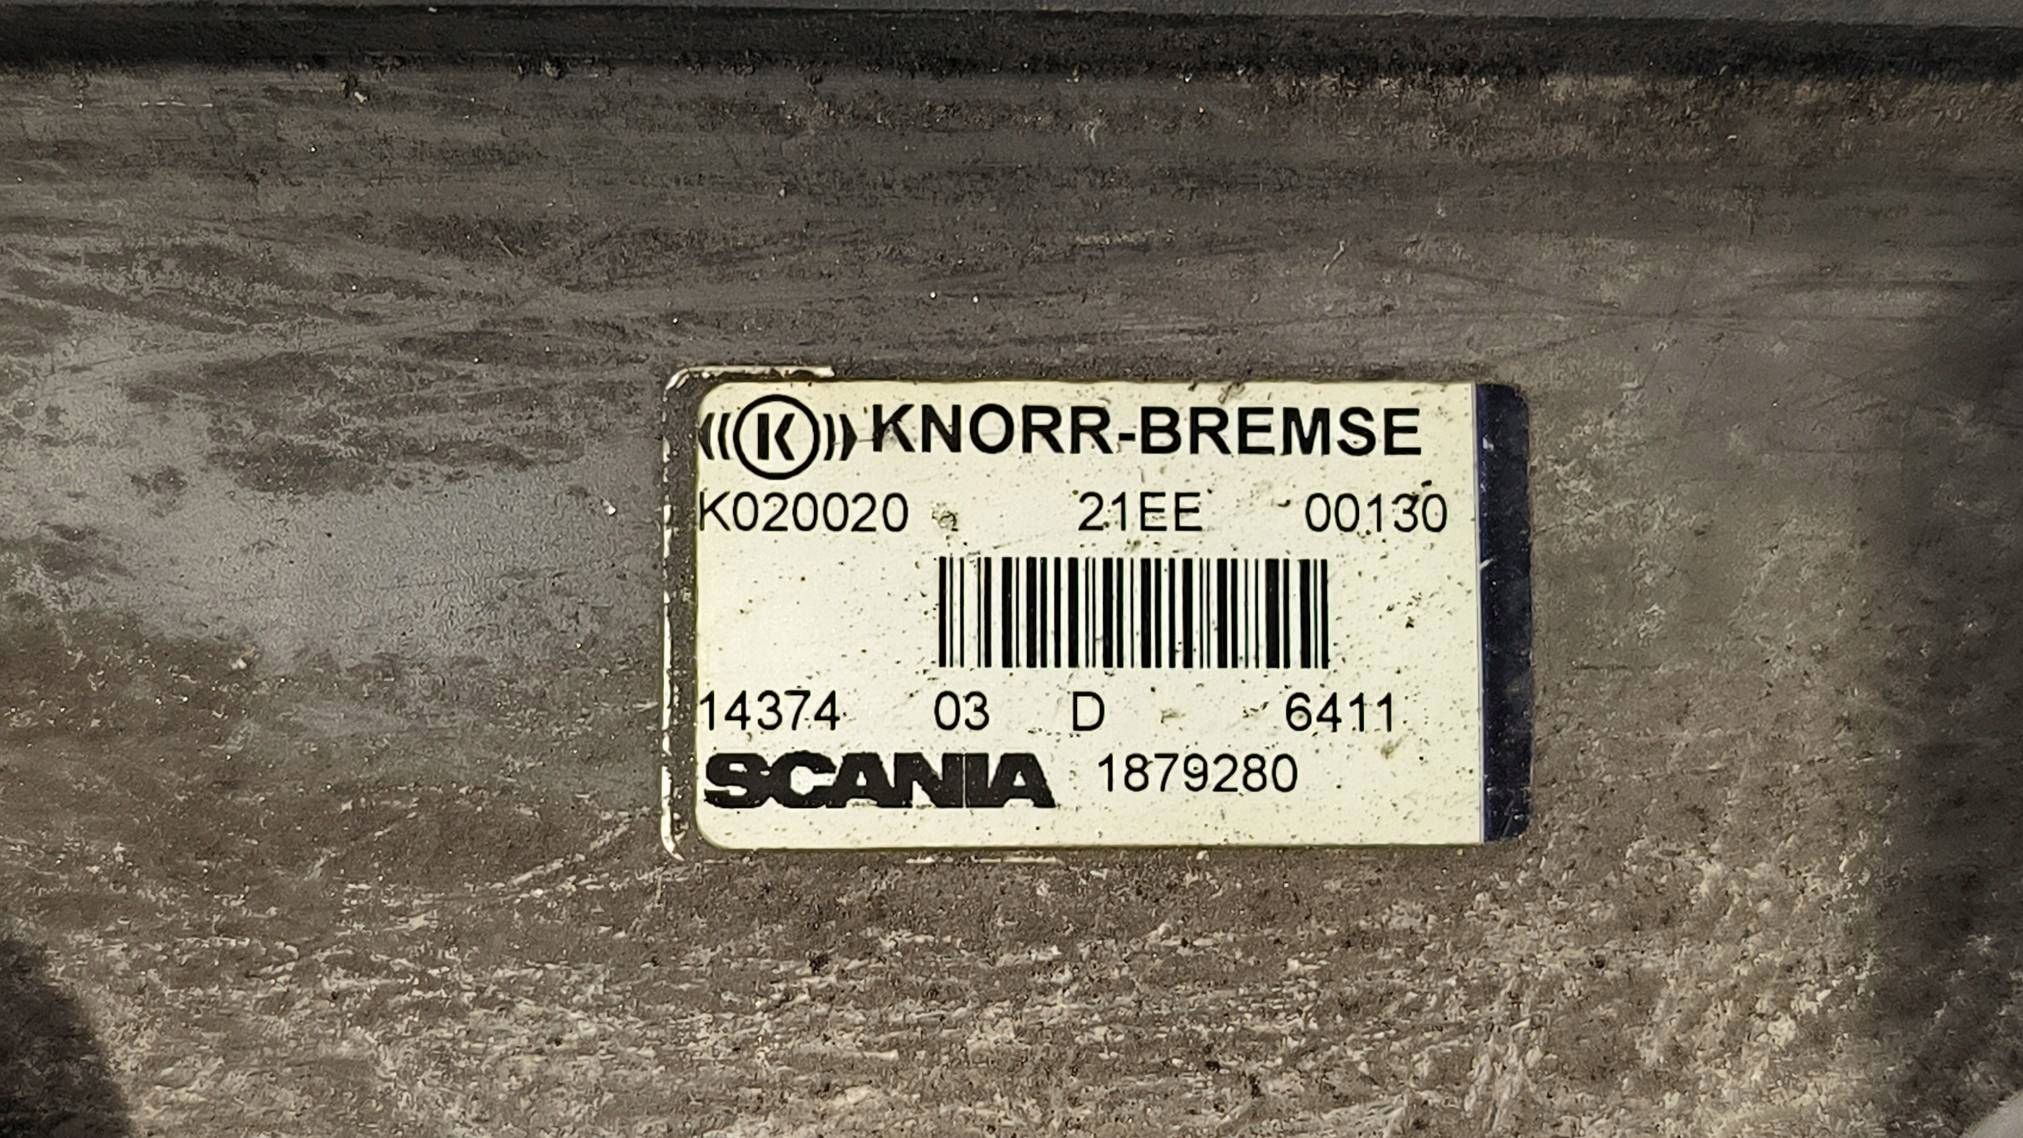 KNORR-BREMSE
K020020 21EE 00130
14374 03 D 6411
SCANIA 1879280